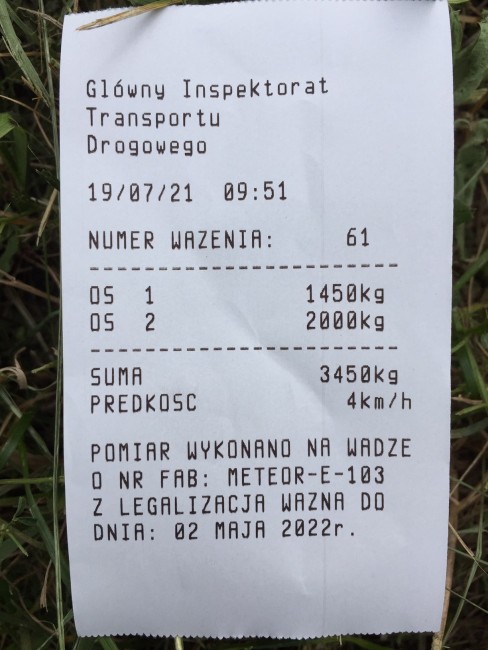 Główny Inspektorat
Transportu
Drogowego
19/07/21 09:51
NUMER WAZENIA: 61
------------------------
OS 1 1450kg
OS 2 2000kg
------------------------
SUMA 3450kg
PREDKOSC 4km/h
POMIAR WYKONANO NA WADZE
O NR FAB: METEOR-E-103
Z LEGALIZACJA WAZNA DO
DNIA: 02 MAJA 2022r.